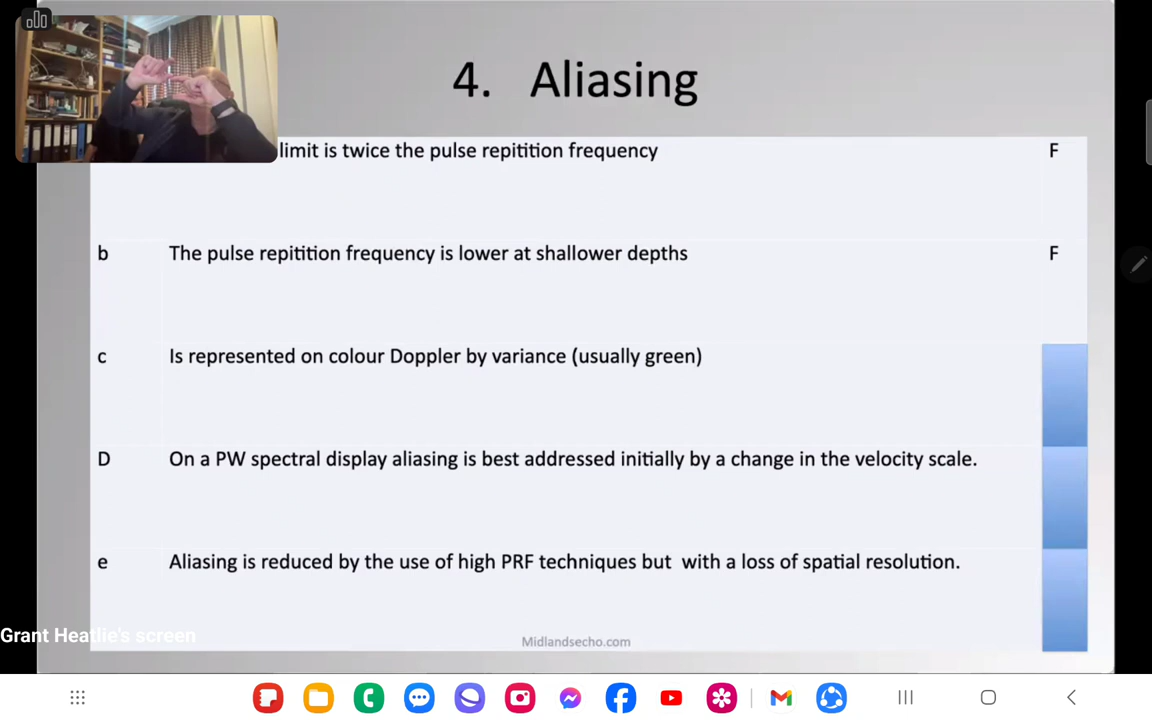 4. Aliasing
limit is twice the pulse repitition frequency F
b The pulse repitition frequency is lower at shallower depths F
c Is represented on colour Doppler by variance (usually green)
D On a PW spectral display aliasing is best addressed initially by a change in the velocity scale.
e Aliasing is reduced by the use of high PRF techniques but with a loss of spatial resolution.
Grant Heatlie's screen
Midlandsecho.com